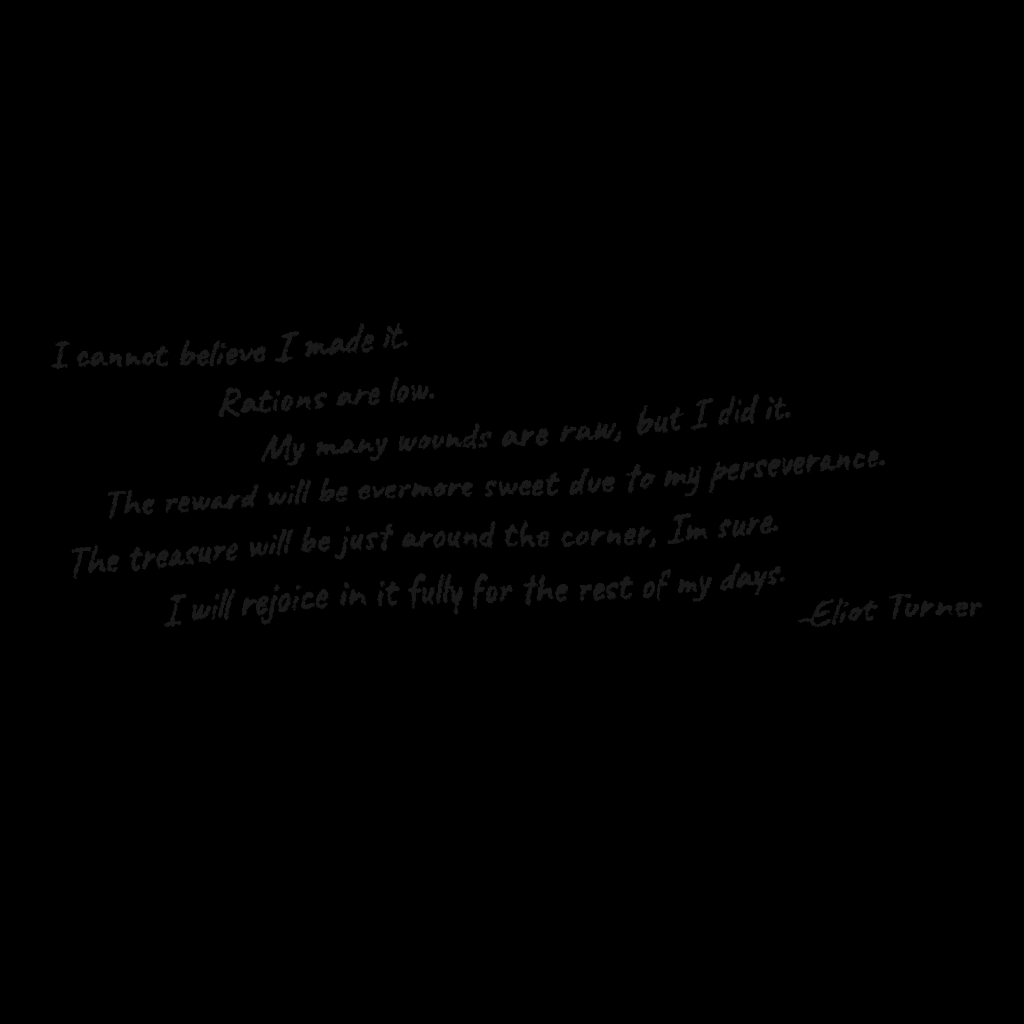 I cannot believe I made it.
Rations are low.
My many wounds are raw, but I did it.
The reward will be evermore sweet due to my perseverance.
The treasure will be just around the corner, Im sure.
I will rejoice in it fully for the rest of my days.
~Eliot Turner